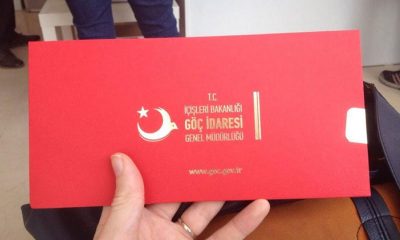 T.C.
İÇİŞLERİ BAKANLIĞI
GÖÇ İDARESİ
GENEL MÜDÜRLÜĞÜ
www.goc.gov.tr